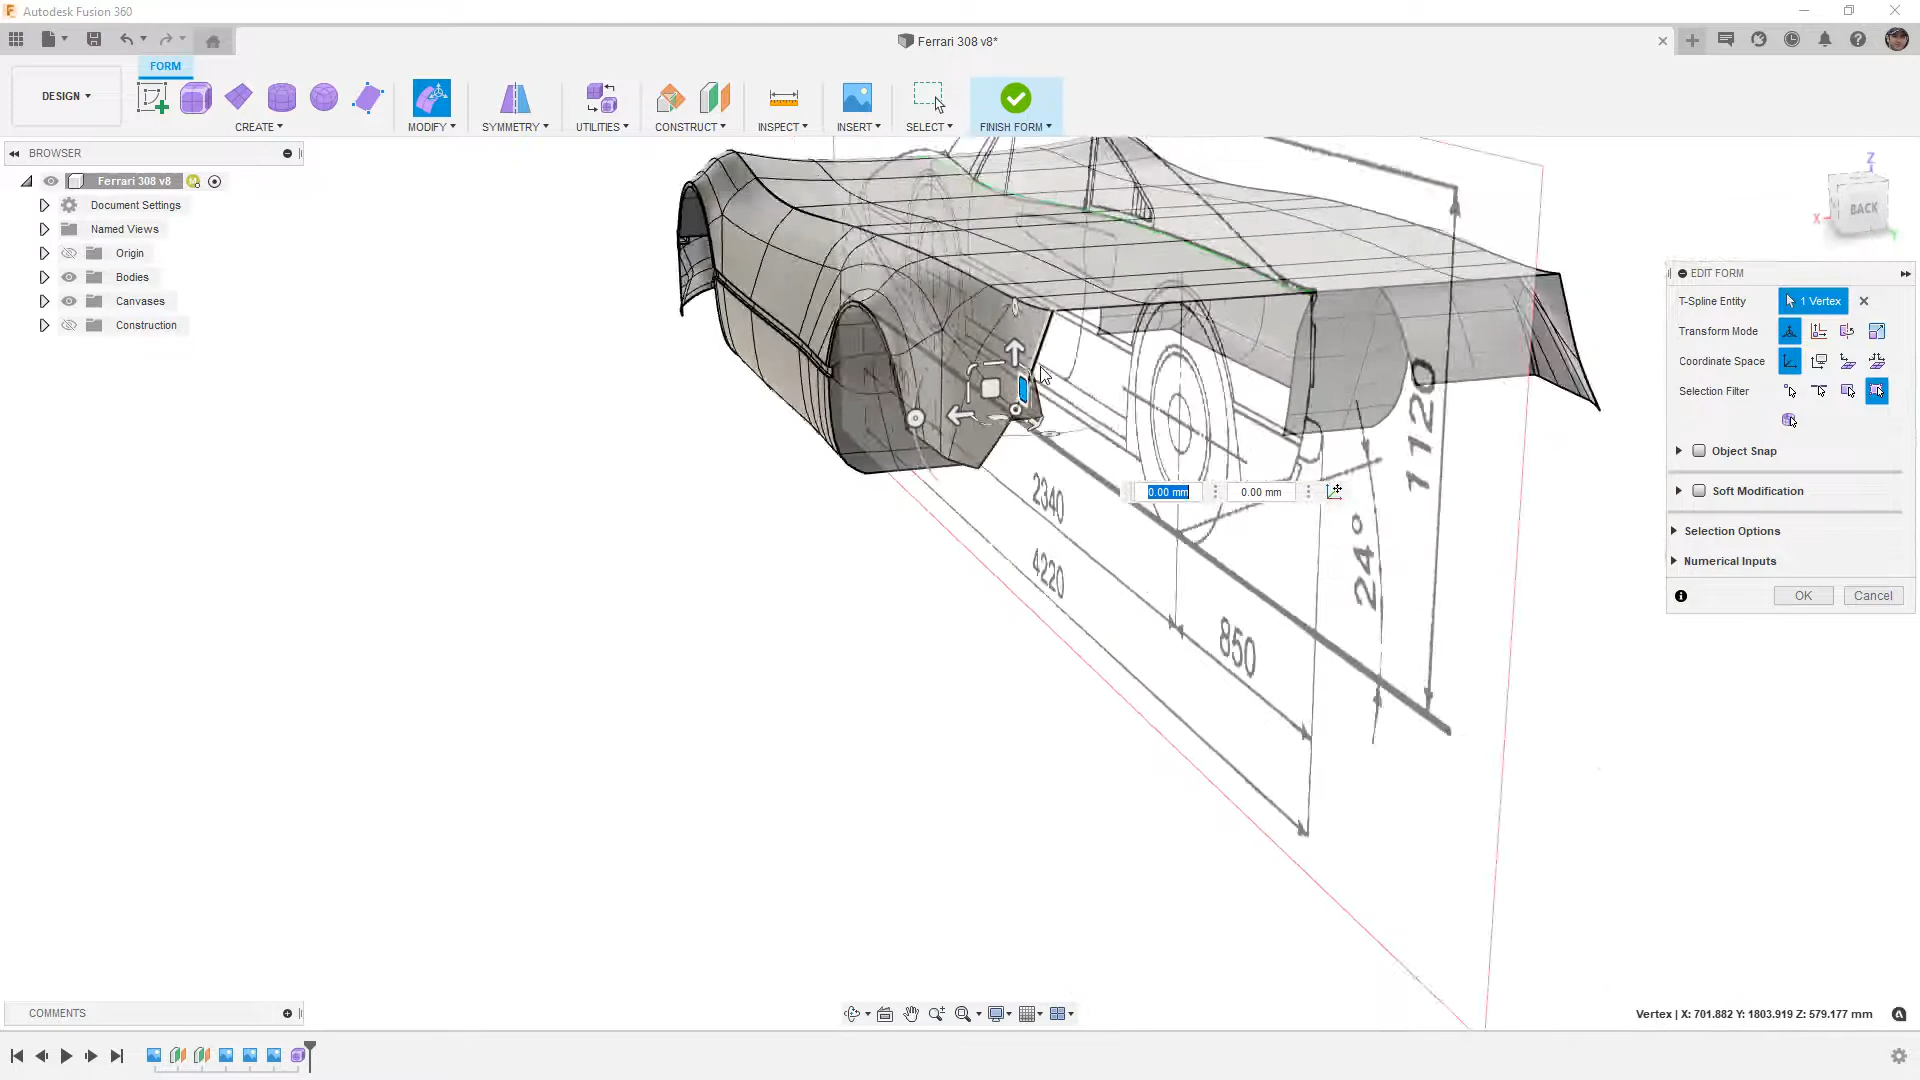 Autodesk Fusion 360
Ferrari 308 v8*
FORM
DESIGN
CREATE
MODIFY
SYMMETRY
UTILITIES
CONSTRUCT
INSPECT
INSERT
SELECT
FINISH FORM
BROWSER
Ferrari 308 v8
Document Settings
Named Views
Origin
Bodies
Canvases
Construction
Z
X
BACK
EDIT FORM
T-Spline Entity
1 Vertex
Transform Mode
Coordinate Space
Selection Filter
Object Snap
Soft Modification
Selection Options
Numerical Inputs
OK
Cancel
1120
24°
2340
4220
850
0.00 mm
0.00 mm
COMMENTS
Vertex | X: 701.882 Y: 1803.919 Z: 579.177 mm